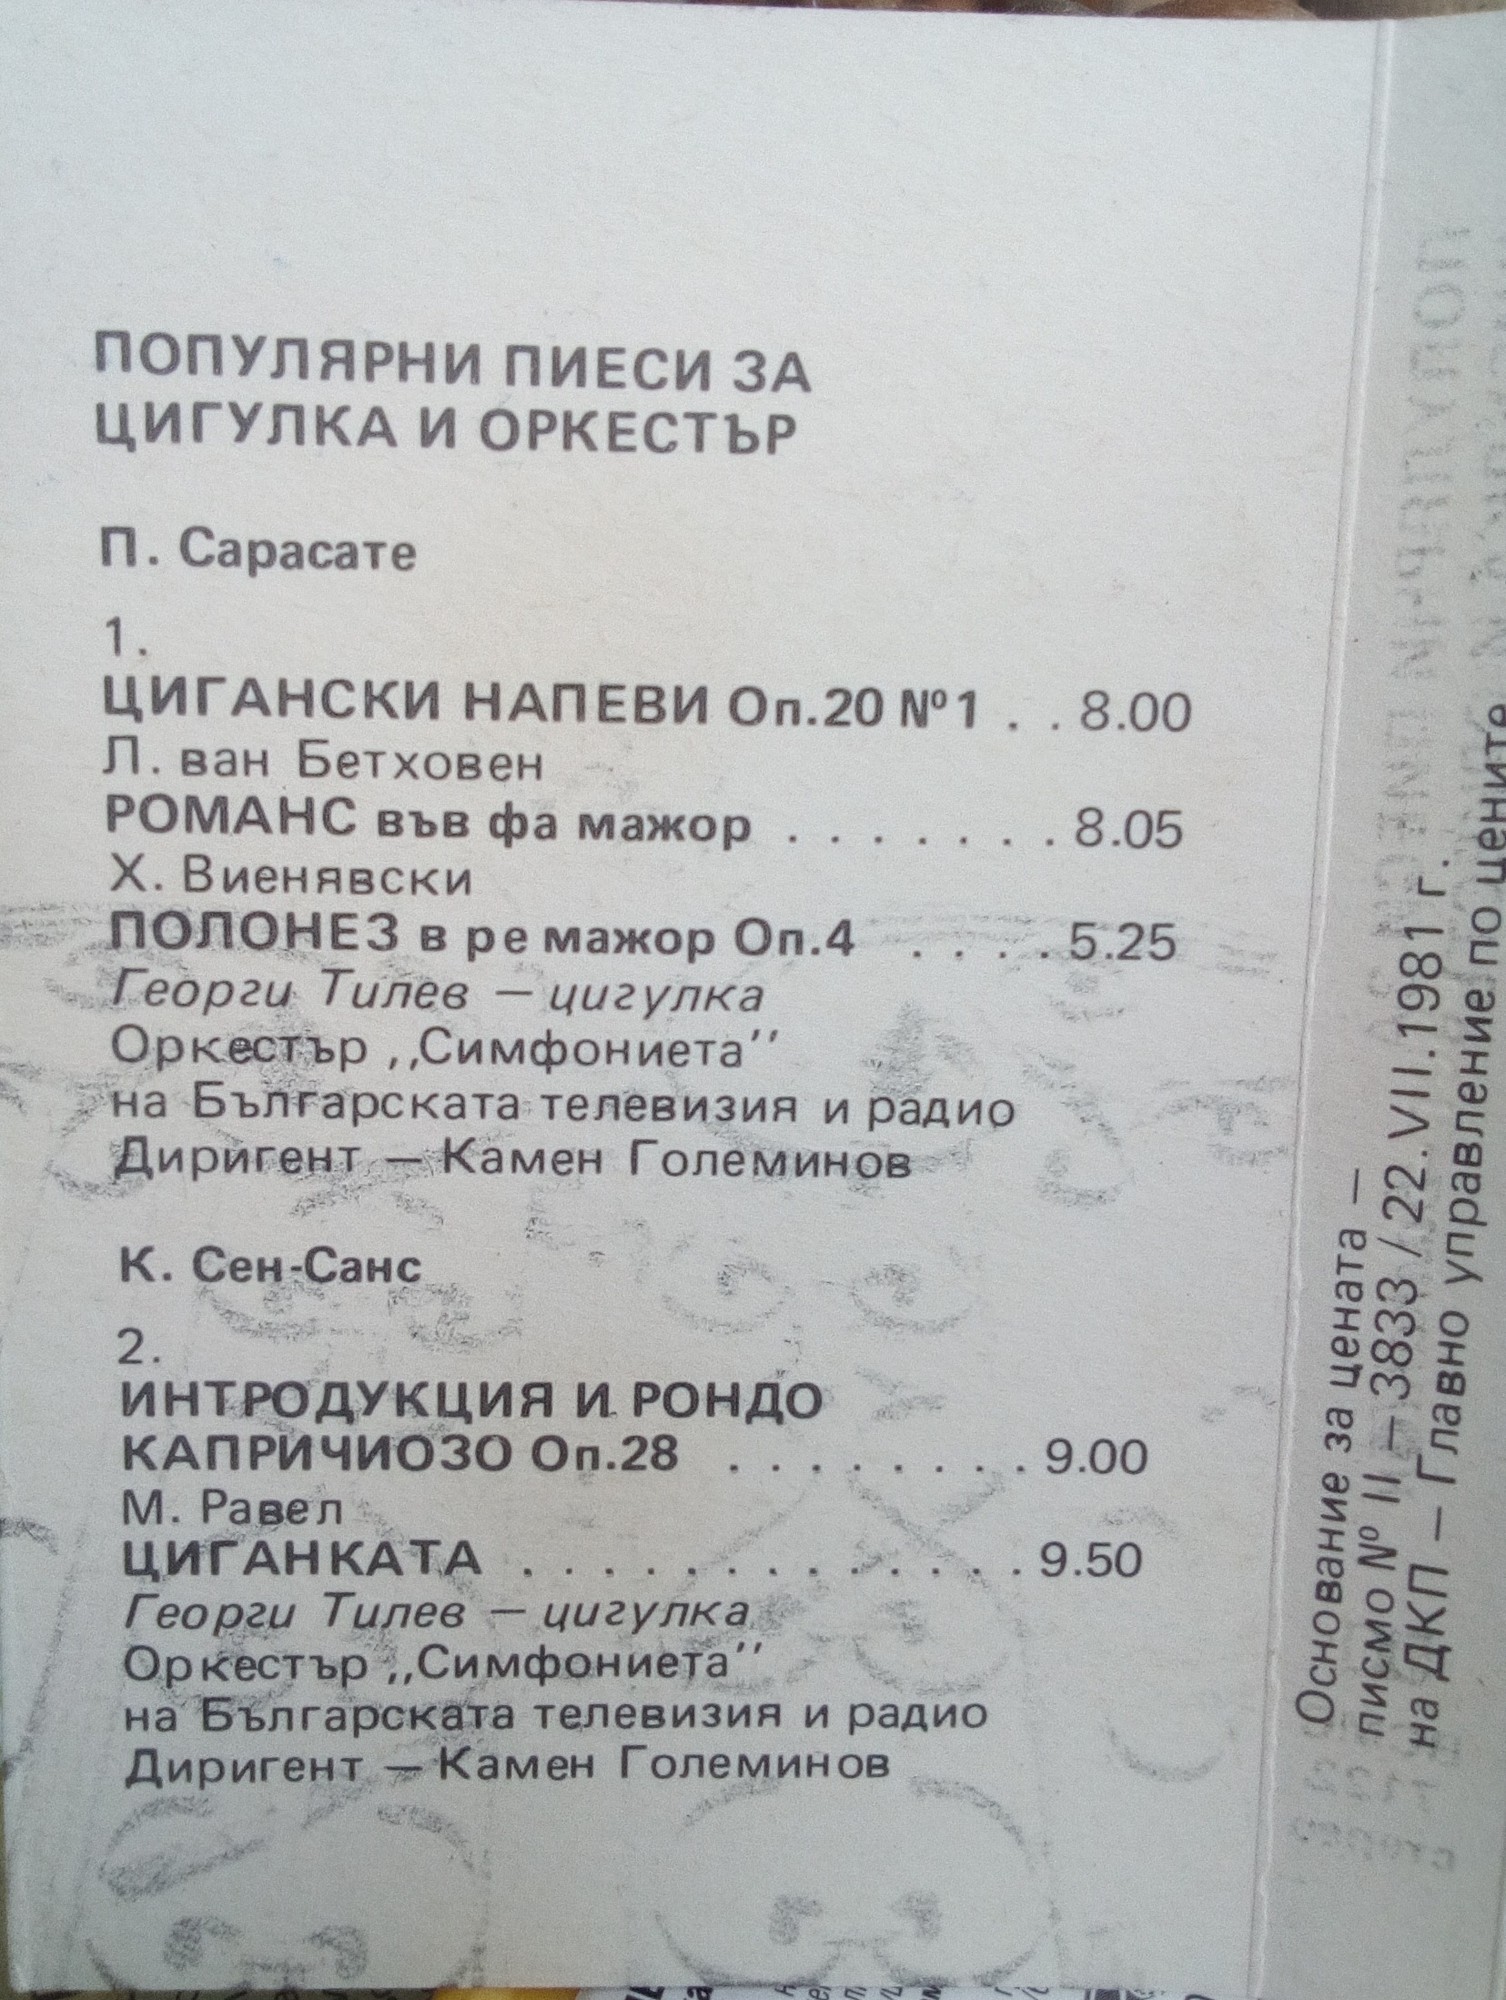 ПОПУЛЯРНИ ПИЕСИ ЗА
ЦИГУЛКА И ОРКЕСТЪР
П. Сарасате
1.
ЦИГАНСКИ НАПЕВИ Оп.20 №1 . . 8.00
Л. ван Бетховен
РОМАНС във фа мажор . . . . . . . 8.05
Х. Виенявски
ПОЛОНЕЗ в ре мажор Оп.4 . . . . 5.25
Георги Тилев – цигулка
Оркестър ,,Симфониета''
на Българската телевизия и радио
Диригент – Камен Големинов
К. Сен-Санс
2.
ИНТРОДУКЦИЯ И РОНДО
КАПРИЧИОЗО Оп.28 . . . . . . . . 9.00
М. Равел
ЦИГАНКАТА . . . . . . . . . . . . . . 9.50
Георги Тилев – цигулка
Оркестър ,,Симфониета''
на Българската телевизия и радио
Диригент – Камен Големинов
Основание за цената –
писмо № II – 3833 / 22.VII.1981 г.
на ДКП – Главно управление по цените